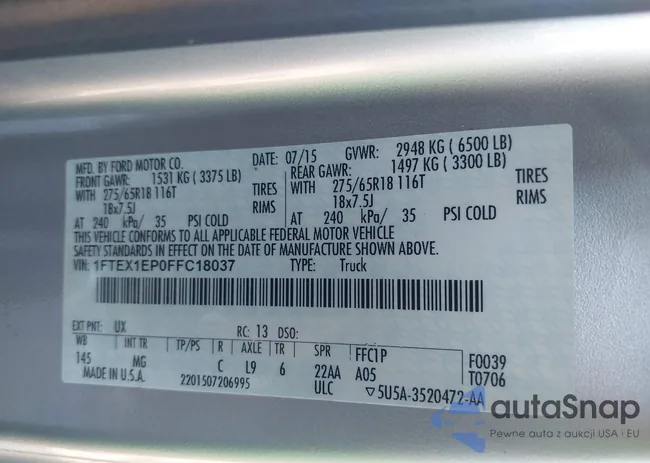 MFD. BY FORD MOTOR CO. DATE: 07/15 GVWR: 2948 KG ( 6500 LB)
FRONT GAWR: 1531 KG ( 3375 LB) REAR GAWR: 1497 KG ( 3300 LB)
WITH 275/65R18 116T TIRES WITH 275/65R18 116T TIRES
18x7.5J RIMS 18x7.5J RIMS
AT 240 kPa/ 35 PSI COLD AT 240 kPa/ 35 PSI COLD
THIS VEHICLE CONFORMS TO ALL APPLICABLE FEDERAL MOTOR VEHICLE
SAFETY STANDARDS IN EFFECT ON THE DATE OF MANUFACTURE SHOWN ABOVE.
VIN: 1FTEX1EP0FFC18037 TYPE: Truck
EXT PNT: UX RC: 13 DSO:
WB INT TR TP/PS R AXLE TR SPR FFC1P F0039
145 MG C L9 6 22AA A05 T0706
MADE IN U.S.A. 2201507206995 ULC ▽5U5A-3520472-AA
autaSnap
Pewne auta z aukcji USA i EU